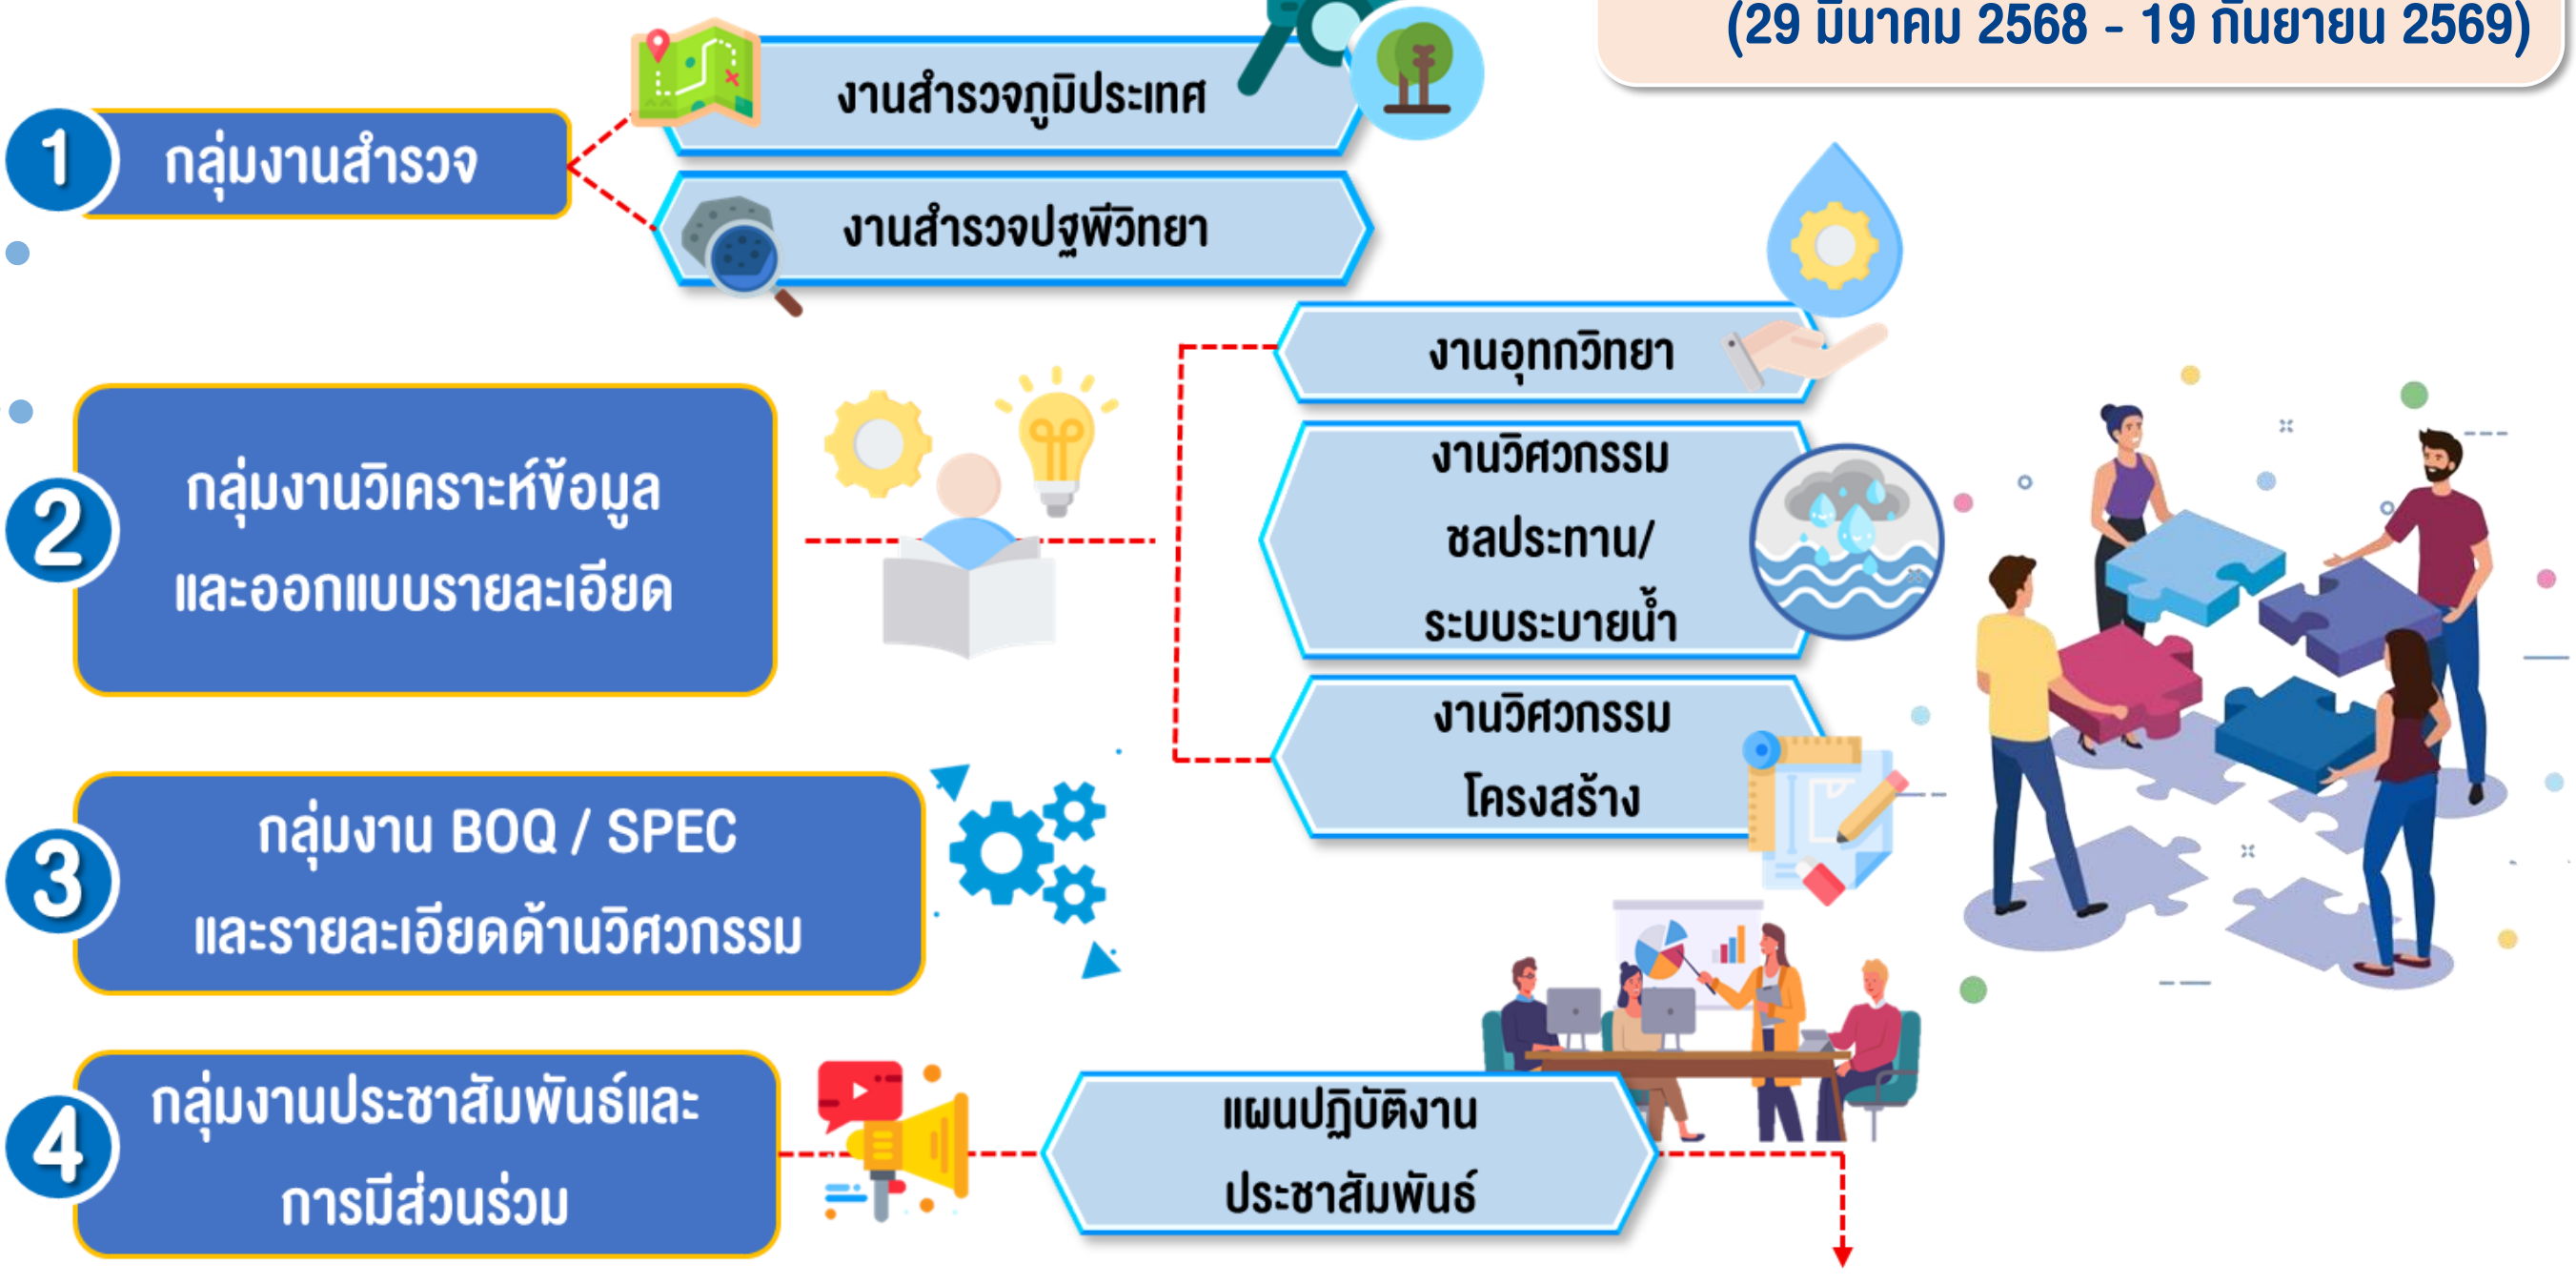 (29 มีนาคม 2568 - 19 กันยายน 2569)
1
กลุ่มงานสำรวจ
งานสำรวจภูมิประเทศ
งานสำรวจปฐพีวิทยา
2
กลุ่มงานวิเคราะห์ข้อมูล
และออกแบบรายละเอียด
งานอุทกวิทยา
งานวิศวกรรม
ชลประทาน/
ระบบระบายน้ำ
งานวิศวกรรม
โครงสร้าง
3
กลุ่มงาน BOQ / SPEC
และรายละเอียดด้านวิศวกรรม
4
กลุ่มงานประชาสัมพันธ์และ
การมีส่วนร่วม
แผนปฏิบัติงาน
ประชาสัมพันธ์